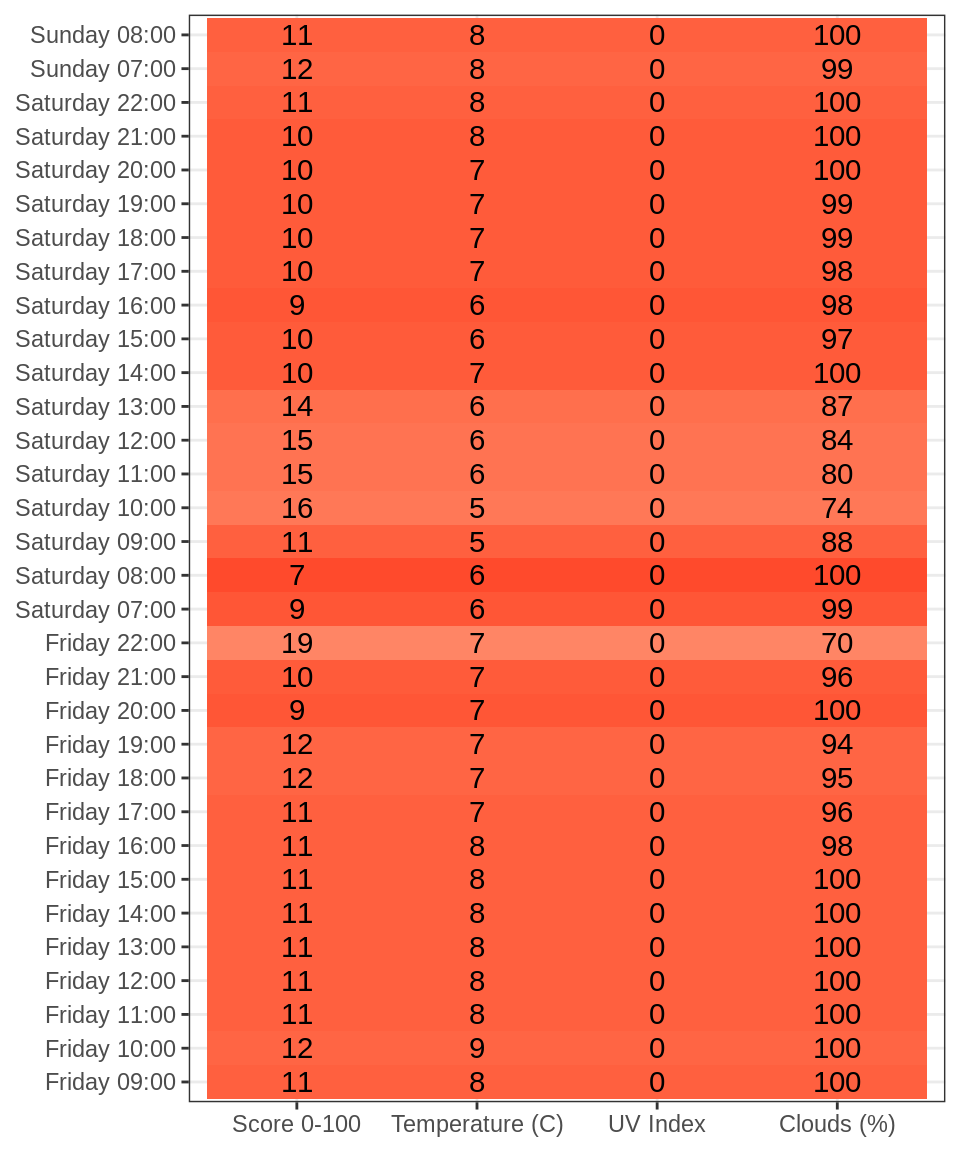 Sunday 08:00 11 8 0 100
Sunday 07:00 12 8 0 99
Saturday 22:00 11 8 0 100
Saturday 21:00 10 8 0 100
Saturday 20:00 10 7 0 100
Saturday 19:00 10 7 0 99
Saturday 18:00 10 7 0 99
Saturday 17:00 10 7 0 98
Saturday 16:00 9 6 0 98
Saturday 15:00 10 6 0 97
Saturday 14:00 10 7 0 100
Saturday 13:00 14 6 0 87
Saturday 12:00 15 6 0 84
Saturday 11:00 15 6 0 80
Saturday 10:00 16 5 0 74
Saturday 09:00 11 5 0 88
Saturday 08:00 7 6 0 100
Saturday 07:00 9 6 0 99
Friday 22:00 19 7 0 70
Friday 21:00 10 7 0 96
Friday 20:00 9 7 0 100
Friday 19:00 12 7 0 94
Friday 18:00 12 7 0 95
Friday 17:00 11 7 0 96
Friday 16:00 11 8 0 98
Friday 15:00 11 8 0 100
Friday 14:00 11 8 0 100
Friday 13:00 11 8 0 100
Friday 12:00 11 8 0 100
Friday 11:00 11 8 0 100
Friday 10:00 12 9 0 100
Friday 09:00 11 8 0 100
Score 0-100 Temperature (C) UV Index Clouds (%)